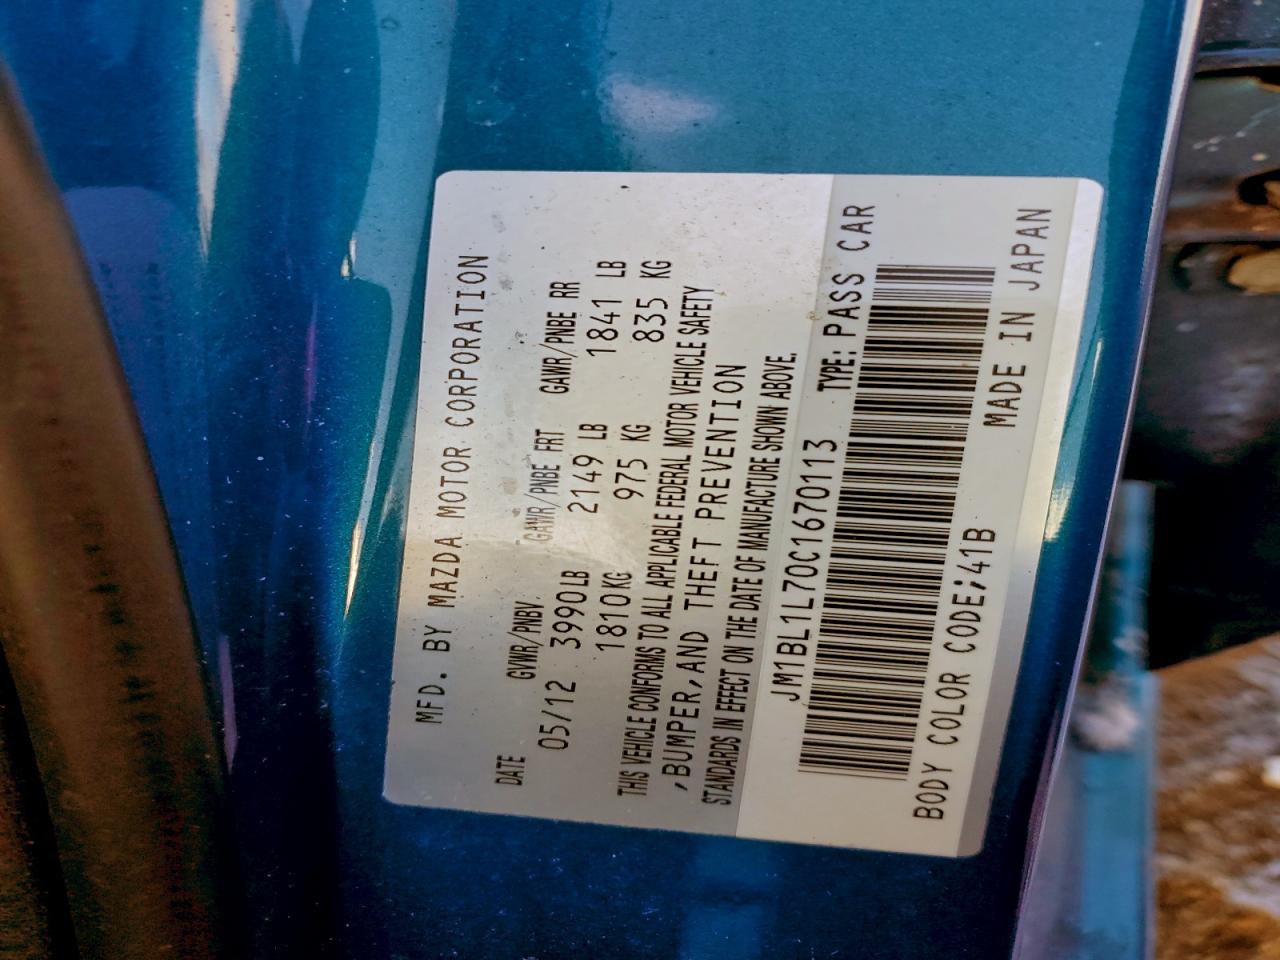 MFD. BY MAZDA MOTOR CORPORATION
DATE GVWR/PNBV GAWR/PNBE FRT GAWR/PNBE RR
05/12 3990LB 2149 LB 1841 LB
1810KG 975 KG 835 KG
THIS VEHICLE CONFORMS TO ALL APPLICABLE FEDERAL MOTOR VEHICLE SAFETY
,BUMPER,AND THEFT PREVENTION
STANDARDS IN EFFECT ON THE DATE OF MANUFACTURE SHOWN ABOVE.
JM1BL1L70C1670113 TYPE: PASS CAR
BODY COLOR CODE;41B MADE IN JAPAN